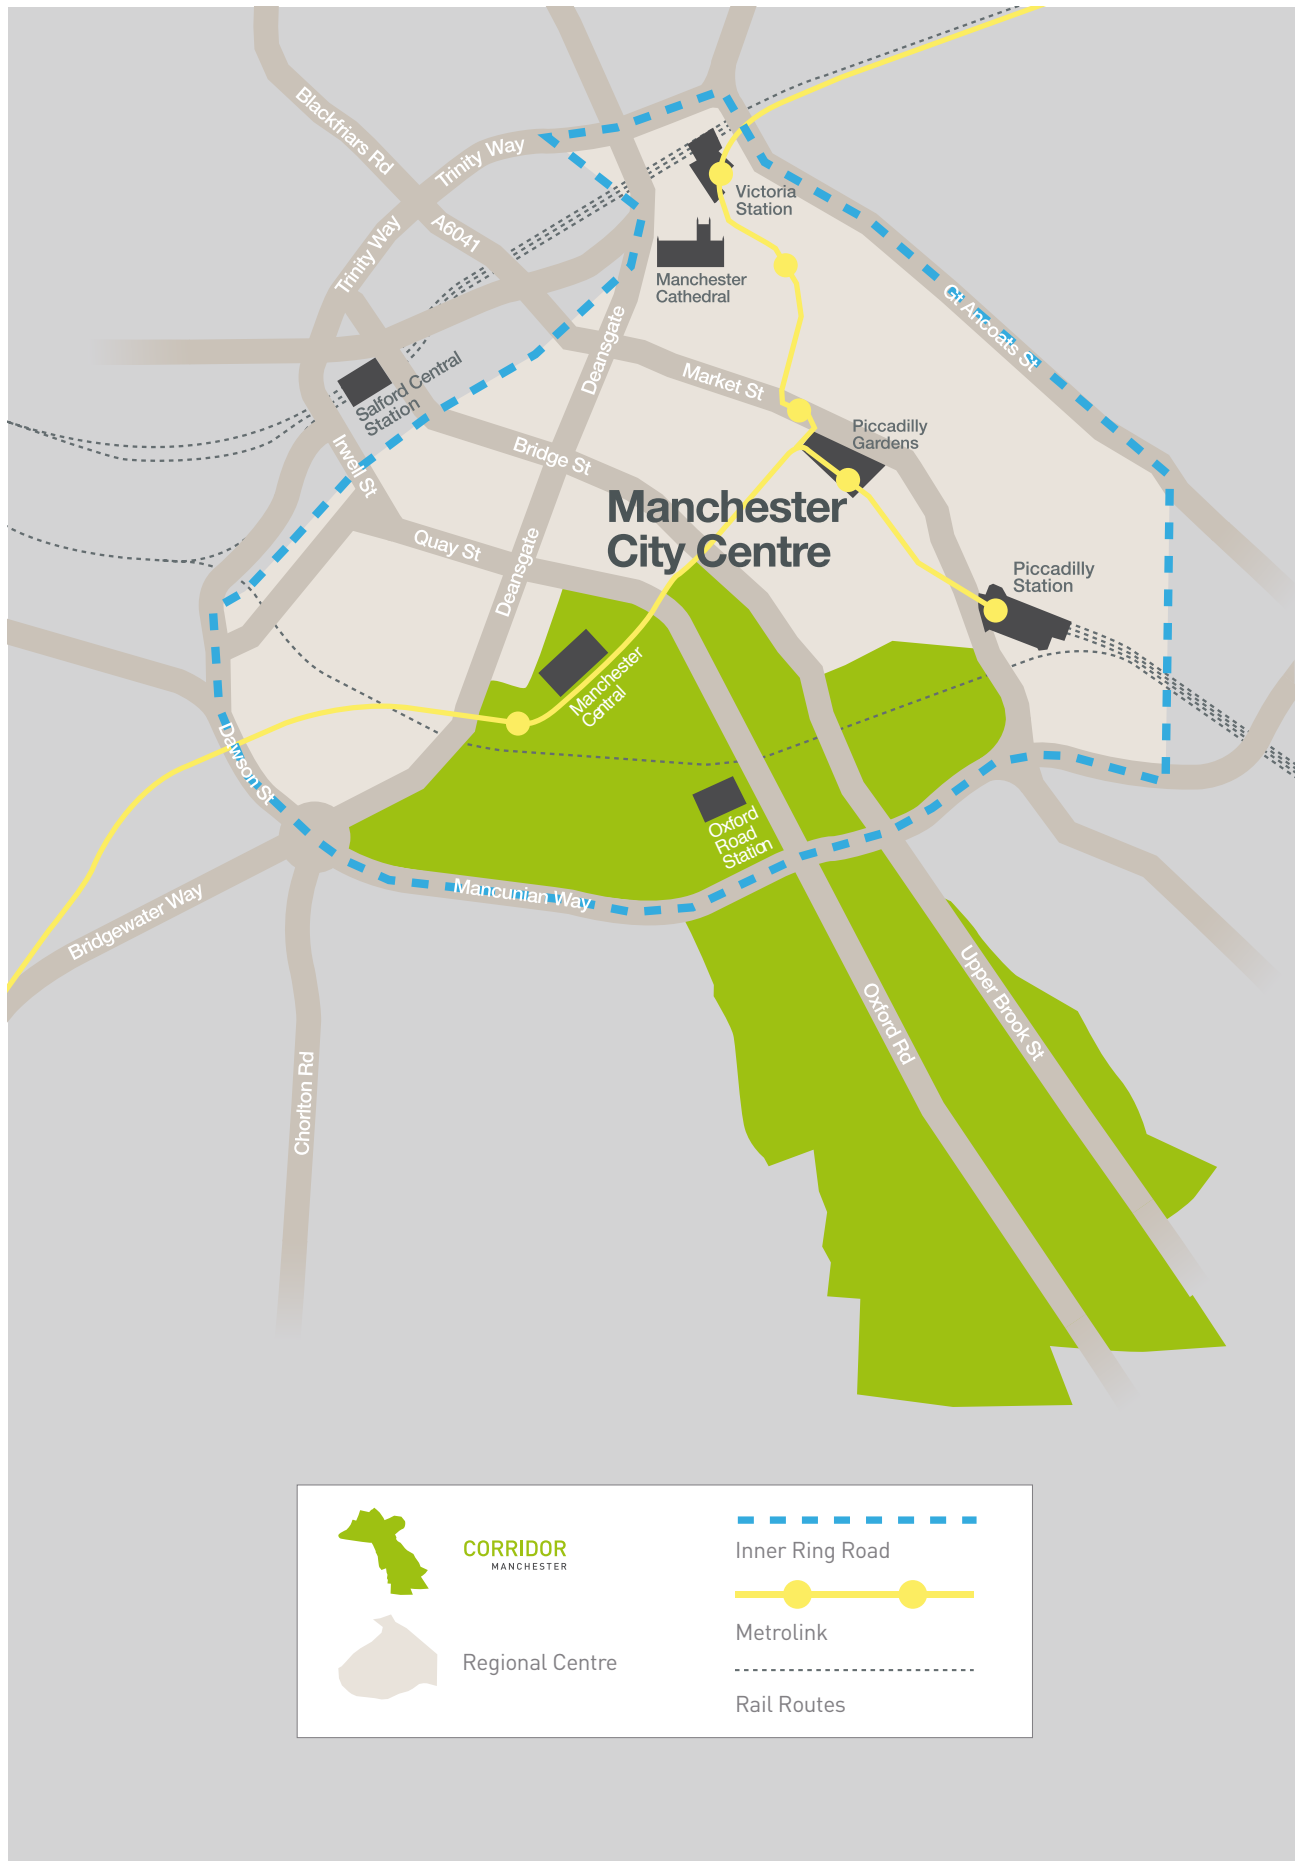 Blackfriars Rd
Trinity Way
Victoria
Station
A6041
Trinity Way
Manchester
Cathedral
Gt Ancoats St
Deansgate
Salford Central
Station
Market St
Piccadilly
Gardens
Irwell St
Bridge St
Manchester
City Centre
Quay St
Deansgate
Piccadilly
Station
Manchester
Central
Dawson St
Oxford
Road
Station
Mancunian Way
Bridgewater Way
Upper Brook St
Oxford Rd
Chorlton Rd
CORRIDOR
MANCHESTER
Inner Ring Road
Metrolink
Regional Centre
Rail Routes